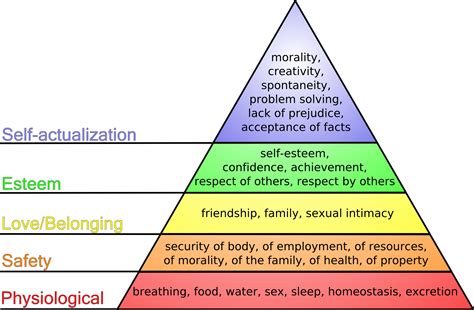 morality,
creativity,
spontaneity,
problem solving,
lack of prejudice,
acceptance of facts
Self-actualization
self-esteem,
confidence, achievement,
respect of others, respect by others
Esteem
friendship, family, sexual intimacy
Love/Belonging
security of body, of employment, of resources,
of morality, of the family, of health, of property
Safety
breathing, food, water, sex, sleep, homeostasis, excretion
Physiological